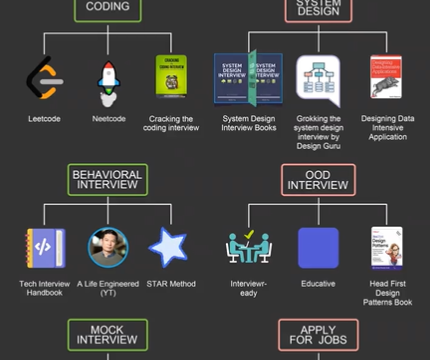 CODING
SYSTEM
DESIGN
SYSTEM
DESIGN
INTERVIEW
SYSTEM
DESIGN
INTERVIEW
Leetcode
Neetcode
Cracking the
coding interview
System Design
Interview Books
Grokking the
system design
interview by
Design Guru
Designing Data
Intensive
Application
BEHAVIORAL
INTERVIEW
OOD
INTERVIEW
Head First
Design
Patterns
Tech Interview
Handbook
A Life Engineered
(YT)
STAR Method
Interviewr-
eady
Educative
Head First
Design
Patterns Book
MOCK
INTERVIEW
APPLY
FOR JOBS